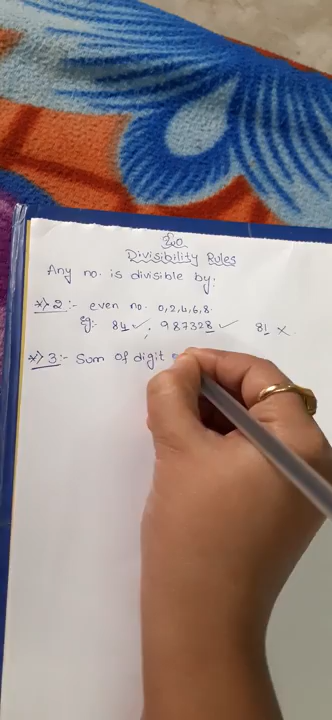 Divisibility Rules
Any no. is divisible by:
*) 2:- even no. 0,2,4,6,8.
Eg:- 84 ✓, 987328 ✓ 81 ✗.
*) 3:- Sum of digit